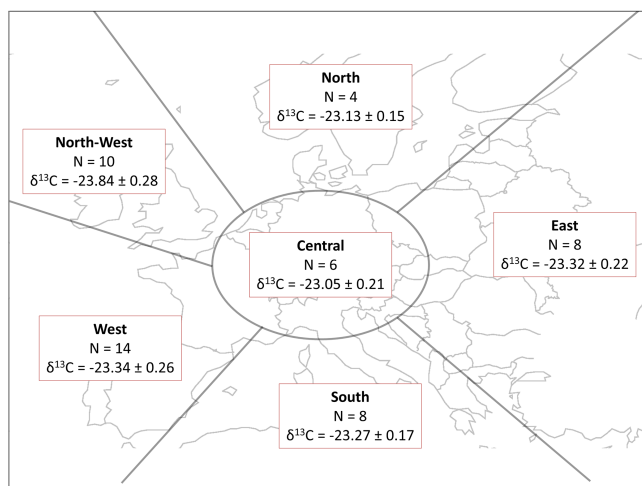 North
N = 4
δ¹³C = -23.13 ± 0.15
North-West
N = 10
δ¹³C = -23.84 ± 0.28
East
N = 8
δ¹³C = -23.32 ± 0.22
Central
N = 6
δ¹³C = -23.05 ± 0.21
West
N = 14
δ¹³C = -23.34 ± 0.26
South
N = 8
δ¹³C = -23.27 ± 0.17